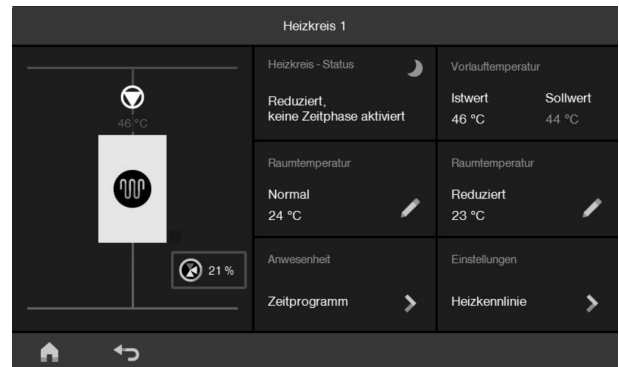 Heizkreis 1
Heizkreis - Status
Reduziert,
keine Zeitphase aktiviert
Vorlauftemperatur
Istwert Sollwert
46 °C 44 °C
46 °C
Raumtemperatur
Normal
24 °C
Raumtemperatur
Reduziert
23 °C
21 %
Anwesenheit
Zeitprogramm
Einstellungen
Heizkennlinie